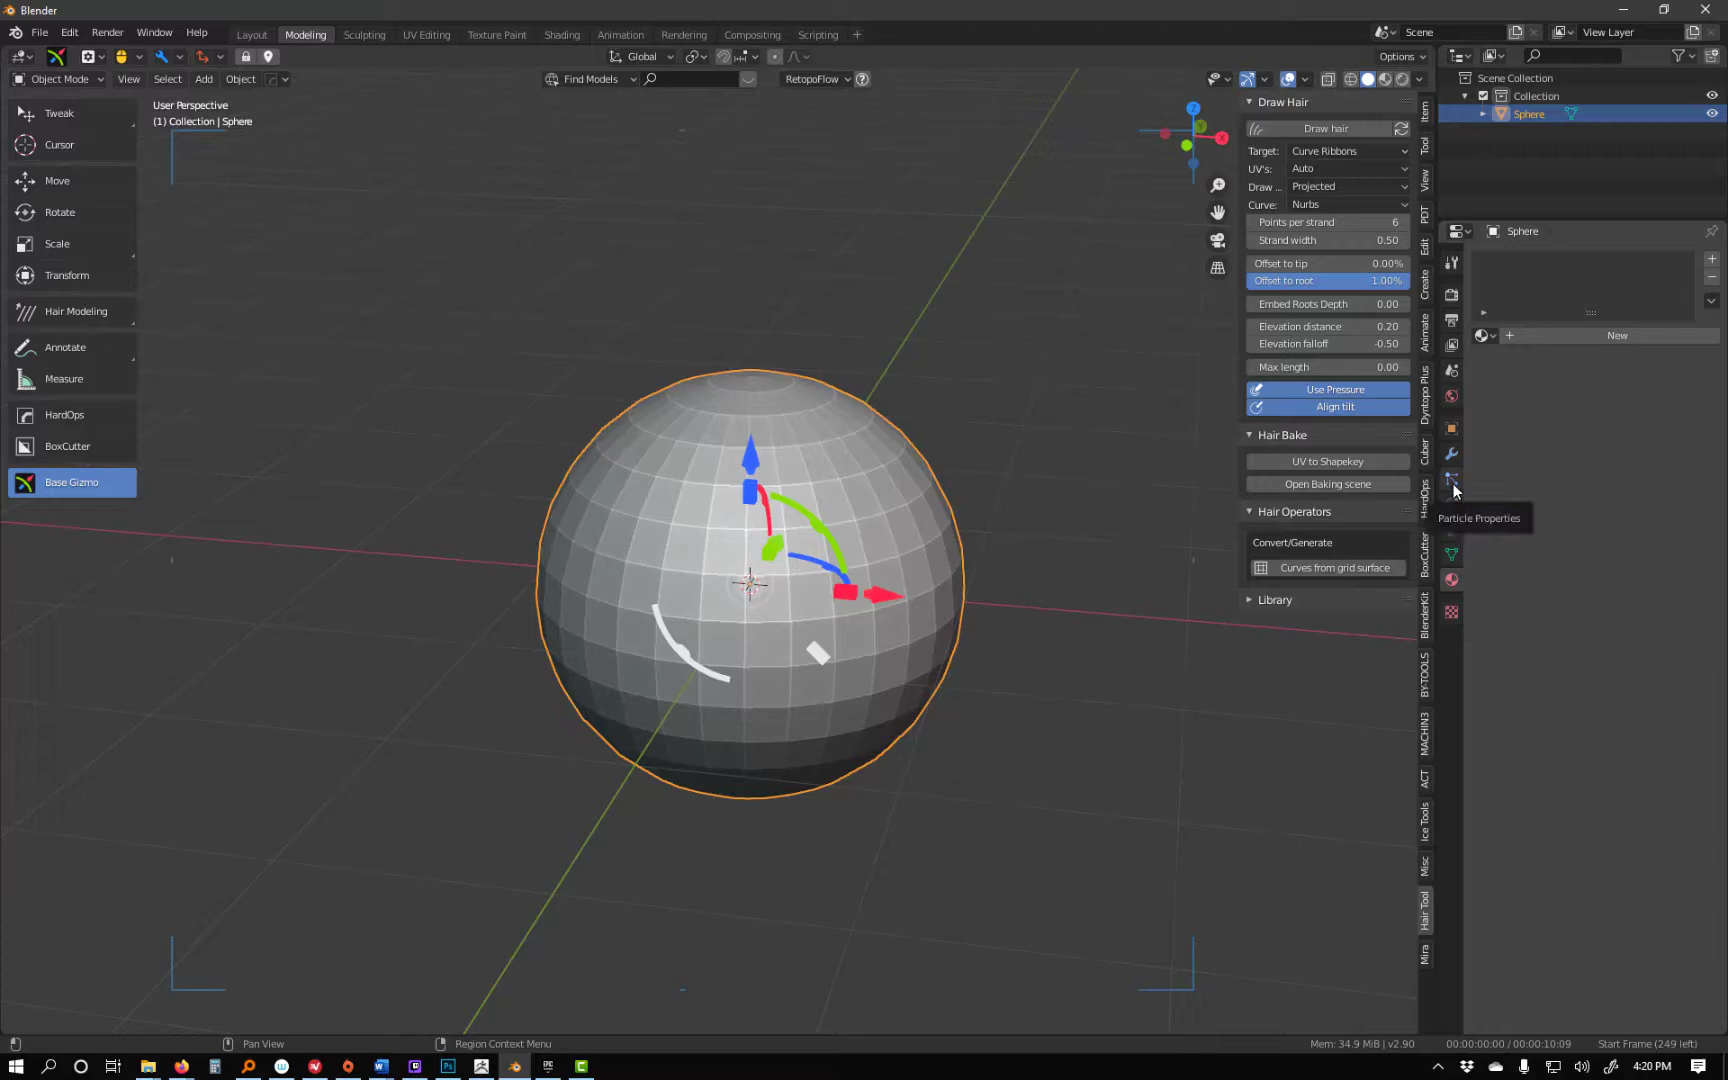 Blender
File Edit Render Window Help
Layout Modeling Sculpting UV Editing Texture Paint Shading Animation Rendering Compositing Scripting +
Scene
View Layer
Global
Options
Object Mode View Select Add Object
Find Models
RetopoFlow
User Perspective
(1) Collection | Sphere
Tweak
Cursor
Move
Rotate
Scale
Transform
Hair Modeling
Annotate
Measure
HardOps
BoxCutter
Base Gizmo
Z
X
Y
Draw Hair
Draw hair
Target: Curve Ribbons
UV's: Auto
Draw ... Projected
Curve: Nurbs
Points per strand 6
Strand width 0.50
Offset to tip 0.00%
Offset to root 1.00%
Embed Roots Depth 0.00
Elevation distance 0.20
Elevation falloff -0.50
Max length 0.00
Use Pressure
Align tilt
Hair Bake
UV to Shapekey
Open Baking scene
Hair Operators
Convert/Generate
Curves from grid surface
Library
Item
Tool
View
PDT
Edit
Create
Animate
Dyntopo Plus
Cuber
HardOps
BoxCutter
BlenderKit
BY-TOOLS
MACHIN3
ACT
Ice Tools
Misc
Hair Tool
Mira
Scene Collection
Collection
Sphere
Sphere
+ New
Particle Properties
Pan View
Region Context Menu
Mem: 34.9 MiB | v2.90
00:00:00:00 / 00:00:10:09
Start Frame (249 left)
4:20 PM